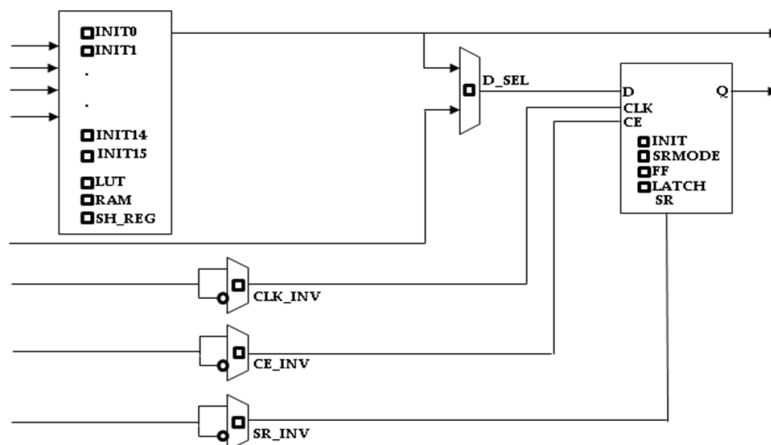 INIT0
INIT1
.
.
INIT14
INIT15
LUT
RAM
SH_REG
D_SEL
D
Q
CLK
CE
INIT
SRMODE
FF
LATCH
SR
CLK_INV
CE_INV
SR_INV